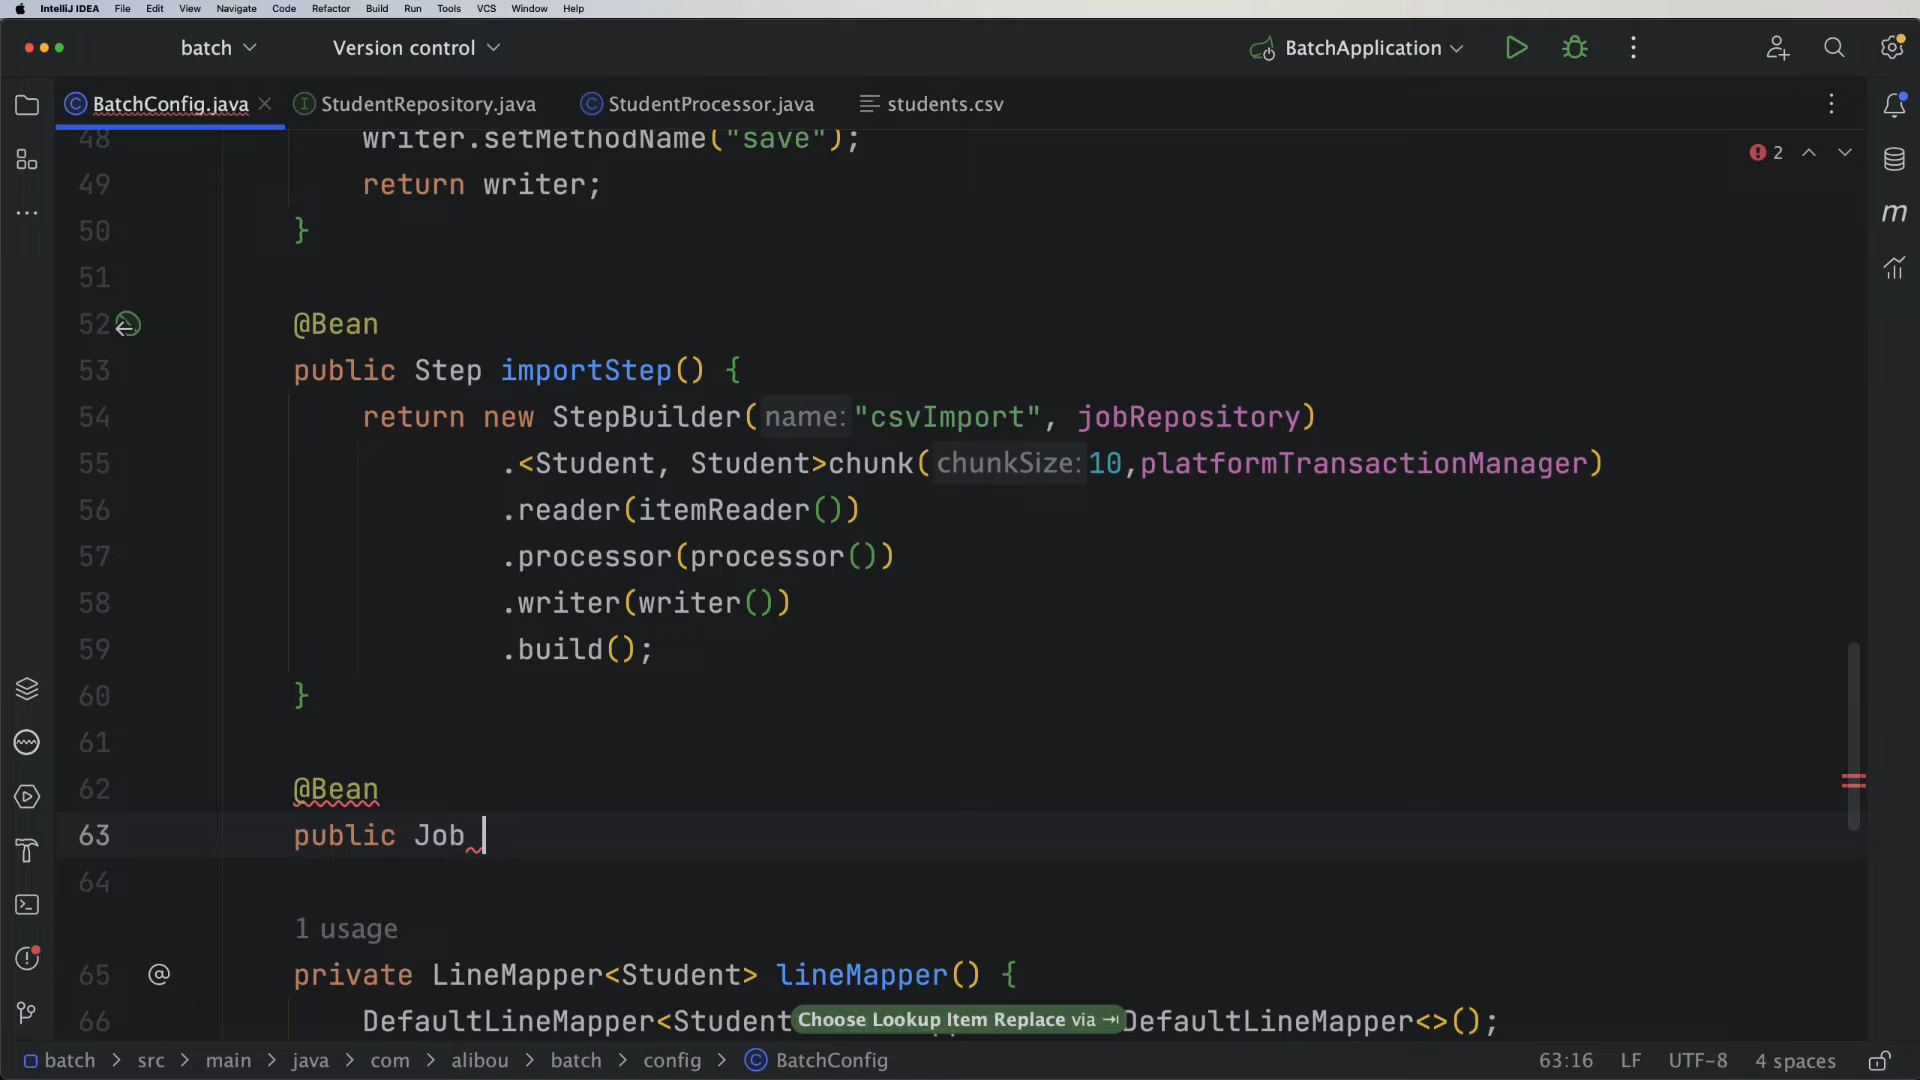 IntelliJ IDEA File Edit View Navigate Code Refactor Build Run Tools VCS Window Help
batch Version control BatchApplication
BatchConfig.java StudentRepository.java StudentProcessor.java students.csv
48 writer.setMethodName("save");
2
49 return writer;
50 }
51
52 @Bean
53 public Step importStep() {
54 return new StepBuilder( name: "csvImport", jobRepository)
55 .<Student, Student>chunk( chunkSize: 10,platformTransactionManager)
56 .reader(itemReader())
57 .processor(processor())
58 .writer(writer())
59 .build();
60 }
61
62 @Bean
63 public Job
64
1 usage
65 private LineMapper<Student> lineMapper() {
66 DefaultLineMapper<Student DefaultLineMapper<>();
Choose Lookup Item Replace via ⇥
batch > src > main > java > com > alibou > batch > config > BatchConfig 63:16 LF UTF-8 4 spaces